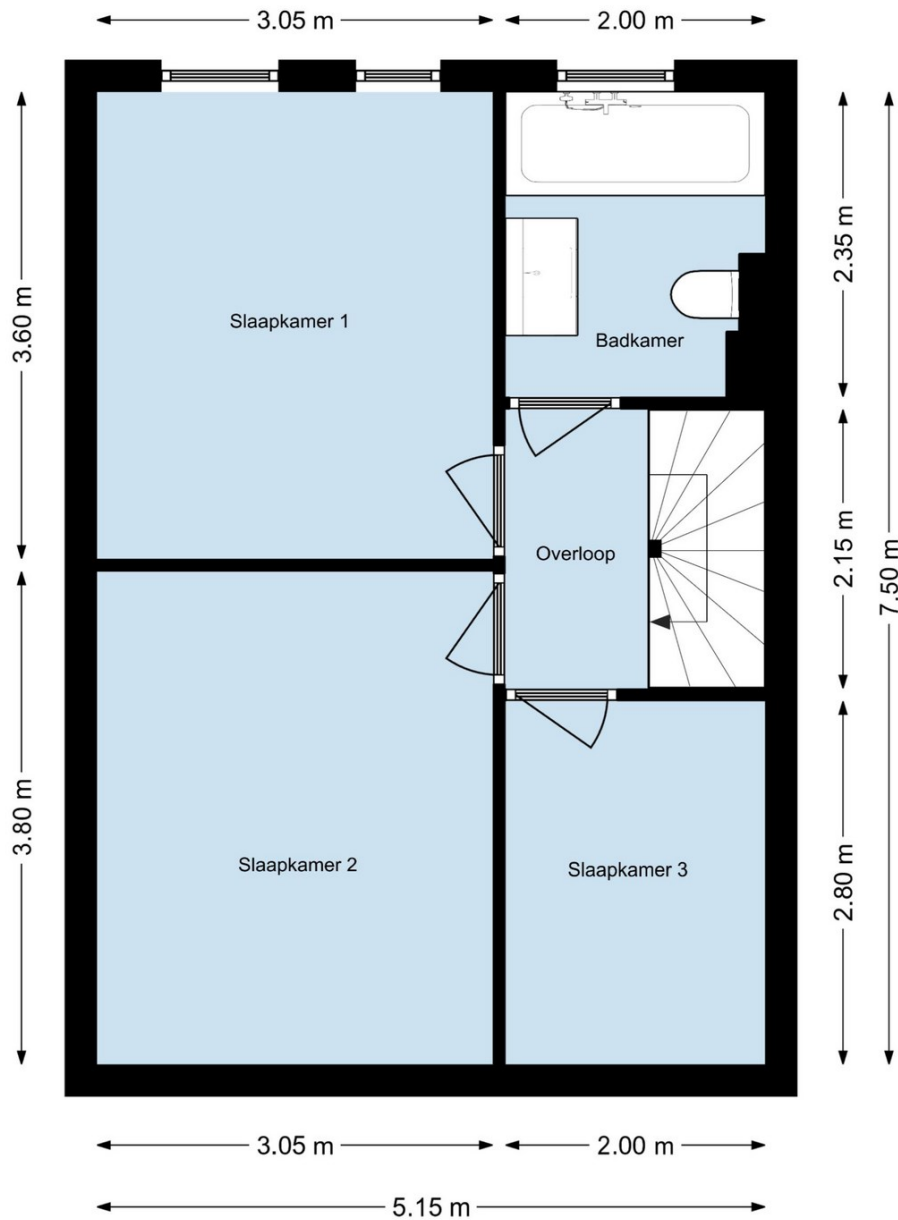 3.05 m
2.00 m
3.60 m
2.35 m
Slaapkamer 1
Badkamer
Overloop
2.15 m
7.50 m
3.80 m
Slaapkamer 2
Slaapkamer 3
2.80 m
3.05 m
2.00 m
5.15 m